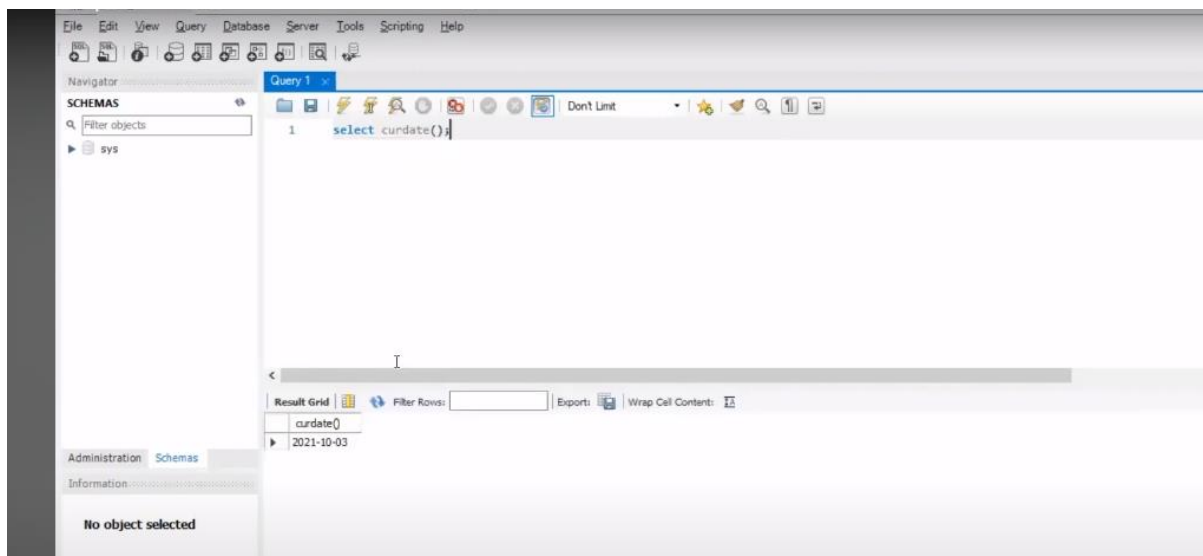 File Edit View Query Database Server Tools Scripting Help
Navigator
Query 1
SCHEMAS
Don't Limit
Filter objects
1 select curdate();
sys
Result Grid Filter Rows: Export: Wrap Cell Content:
curdate()
2021-10-03
Administration Schemas
Information
No object selected